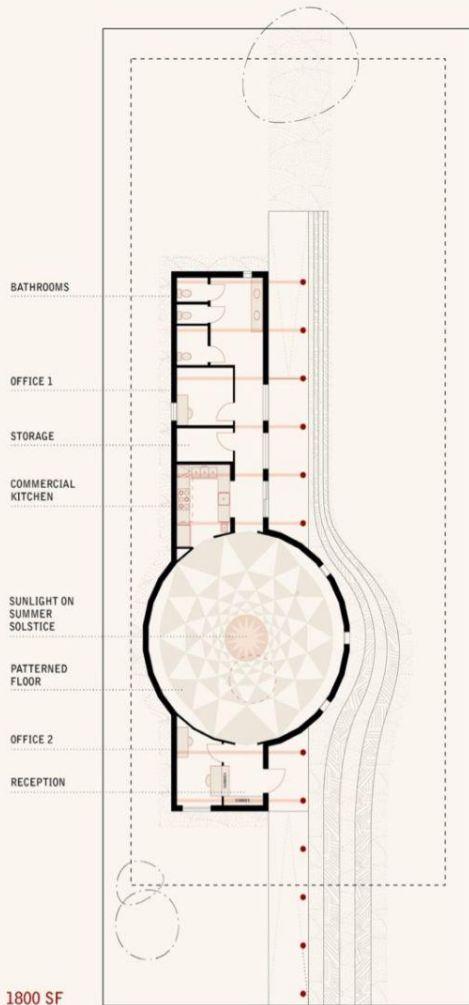 BATHROOMS
OFFICE 1
STORAGE
COMMERCIAL
KITCHEN
SUNLIGHT ON
SUMMER
SOLSTICE
PATTERNED
FLOOR
OFFICE 2
RECEPTION
1800 SF